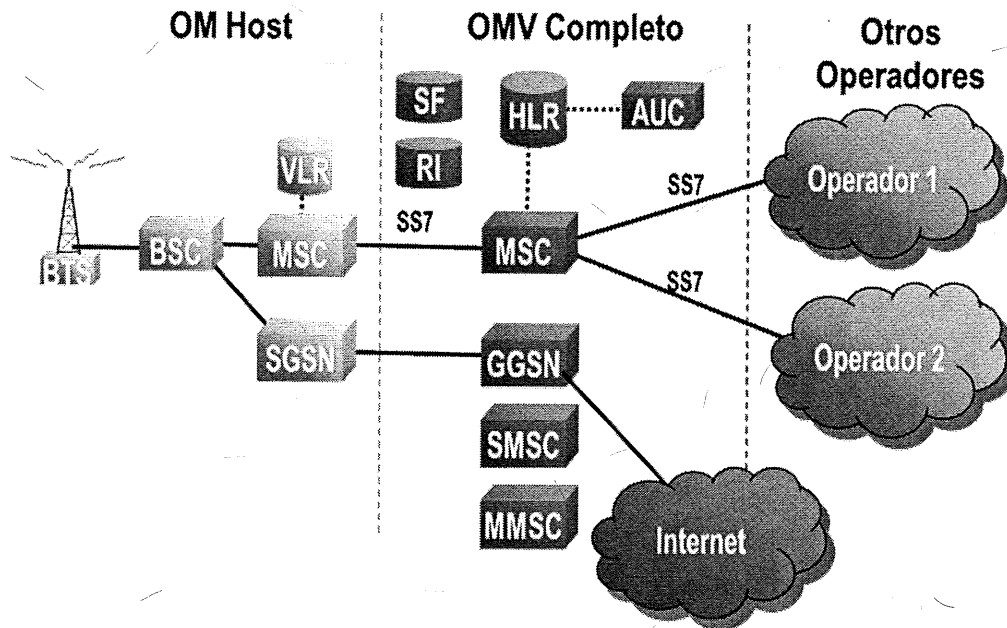 OM Host
OMV Completo
Otros
Operadores
SF
HLR
AUC
Operador 1
VLR
RI
SS7
SS7
BTS
BSC
MSC
MSC
SS7
SGSN
GGSN
Operador 2
SMSC
MMSC
Internet